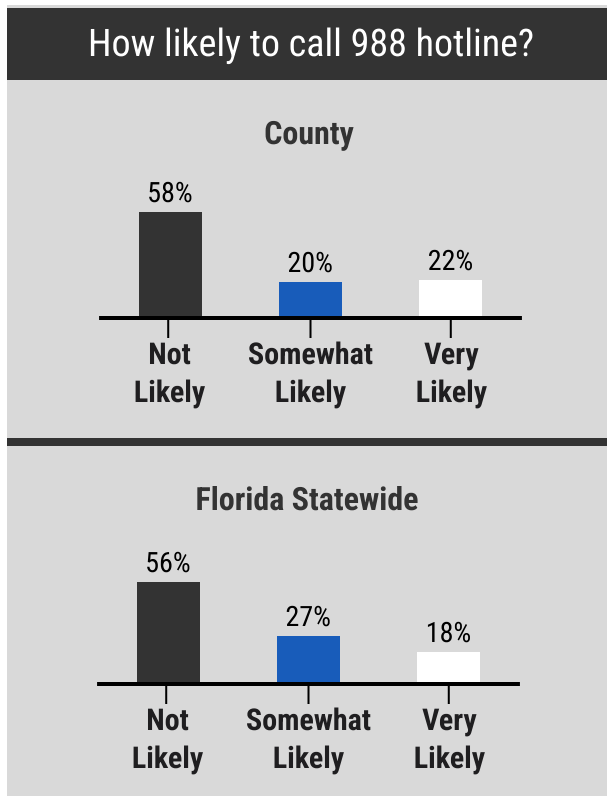 How likely to call 988 hotline?
County
58%
20%
22%
Not
Likely
Somewhat
Likely
Very
Likely
Florida Statewide
56%
27%
18%
Not
Likely
Somewhat
Likely
Very
Likely